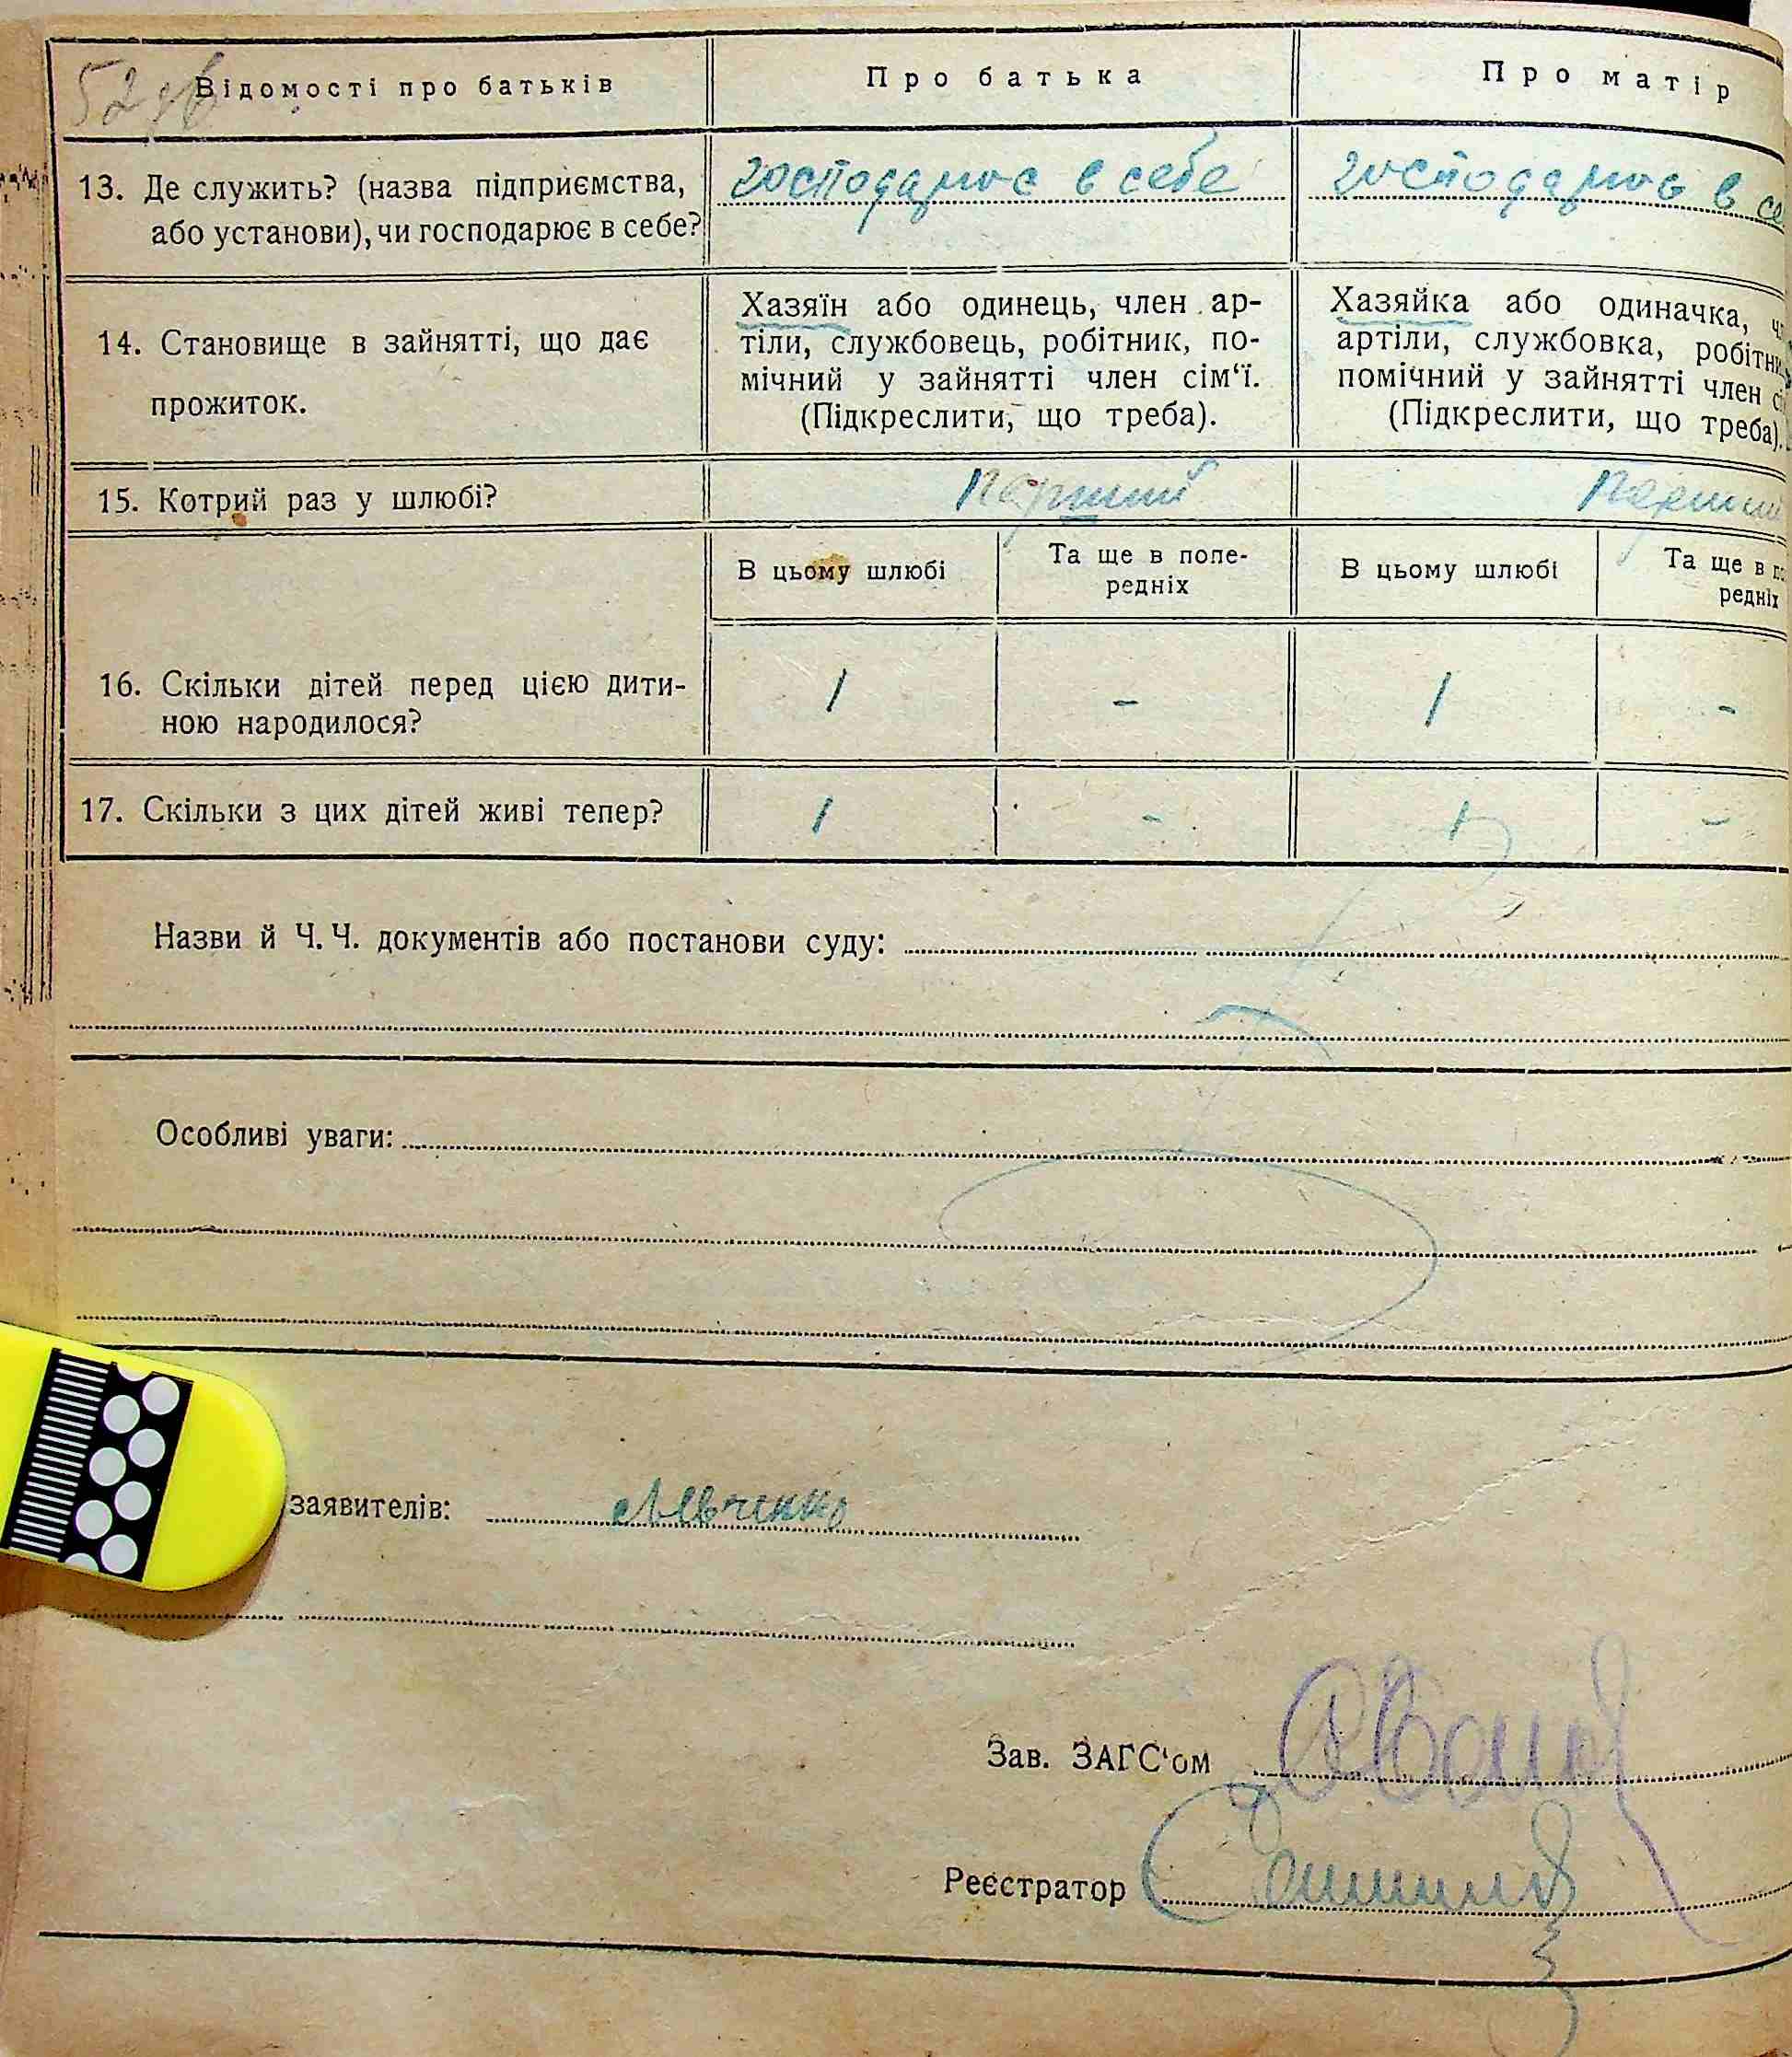 52 зв
Відомості про батьків
Про батька
Про матір
13. Де служить? (назва підприємства,
або установи), чи господарює в себе?
господарює в себе
господарює в се
14. Становище в зайнятті, що дає
прожиток.
Хазяїн або одинець, член ар-
тіли, службовець, робітник, по-
мічний у зайнятті член сім‘ї.
(Підкреслити, що треба).
Хазяйка або одиначка, чл
артіли, службовка, робітни
помічний у зайнятті член сі
(Підкреслити, що треба).
15. Котрий раз у шлюбі?
Перший
Перший
В цьому шлюбі
Та ще в попе-
редніх
В цьому шлюбі
Та ще в по
редніх
16. Скільки дітей перед цією дити-
ною народилося?
1 - 1 -
17. Скільки з цих дітей живі тепер?
1 - 1 -
Назви й Ч. Ч. документів або постанови суду:
Особливі уваги:
заявителів: Левченко
Зав. ЗАГС‘ом
Реєстратор